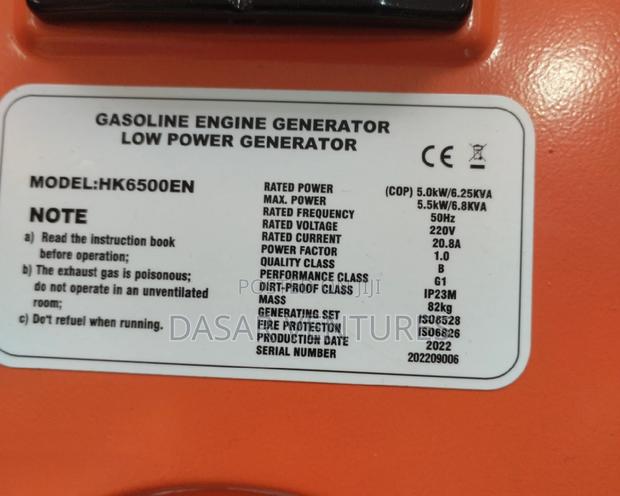 GASOLINE ENGINE GENERATOR
LOW POWER GENERATOR
CE
MODEL:HK6500EN
NOTE
a) Read the instruction book
before operation;
b) The exhaust gas is poisonous;
do not operate in an unventilated
room;
c) Do't refuel when running.
RATED POWER (COP) 5.0kW/6.25KVA
MAX. POWER 5.5kW/6.8KVA
RATED FREQUENCY 50Hz
RATED VOLTAGE 220V
RATED CURRENT 20.8A
POWER FACTOR 1.0
QUALITY CLASS B
PERFORMANCE CLASS G1
DIRT-PROOF CLASS IP23M
MASS 82kg
GENERATING SET ISO8528
FIRE PROTECTON ISO6826
PRODUCTION DATE 2022
SERIAL NUMBER 202209006